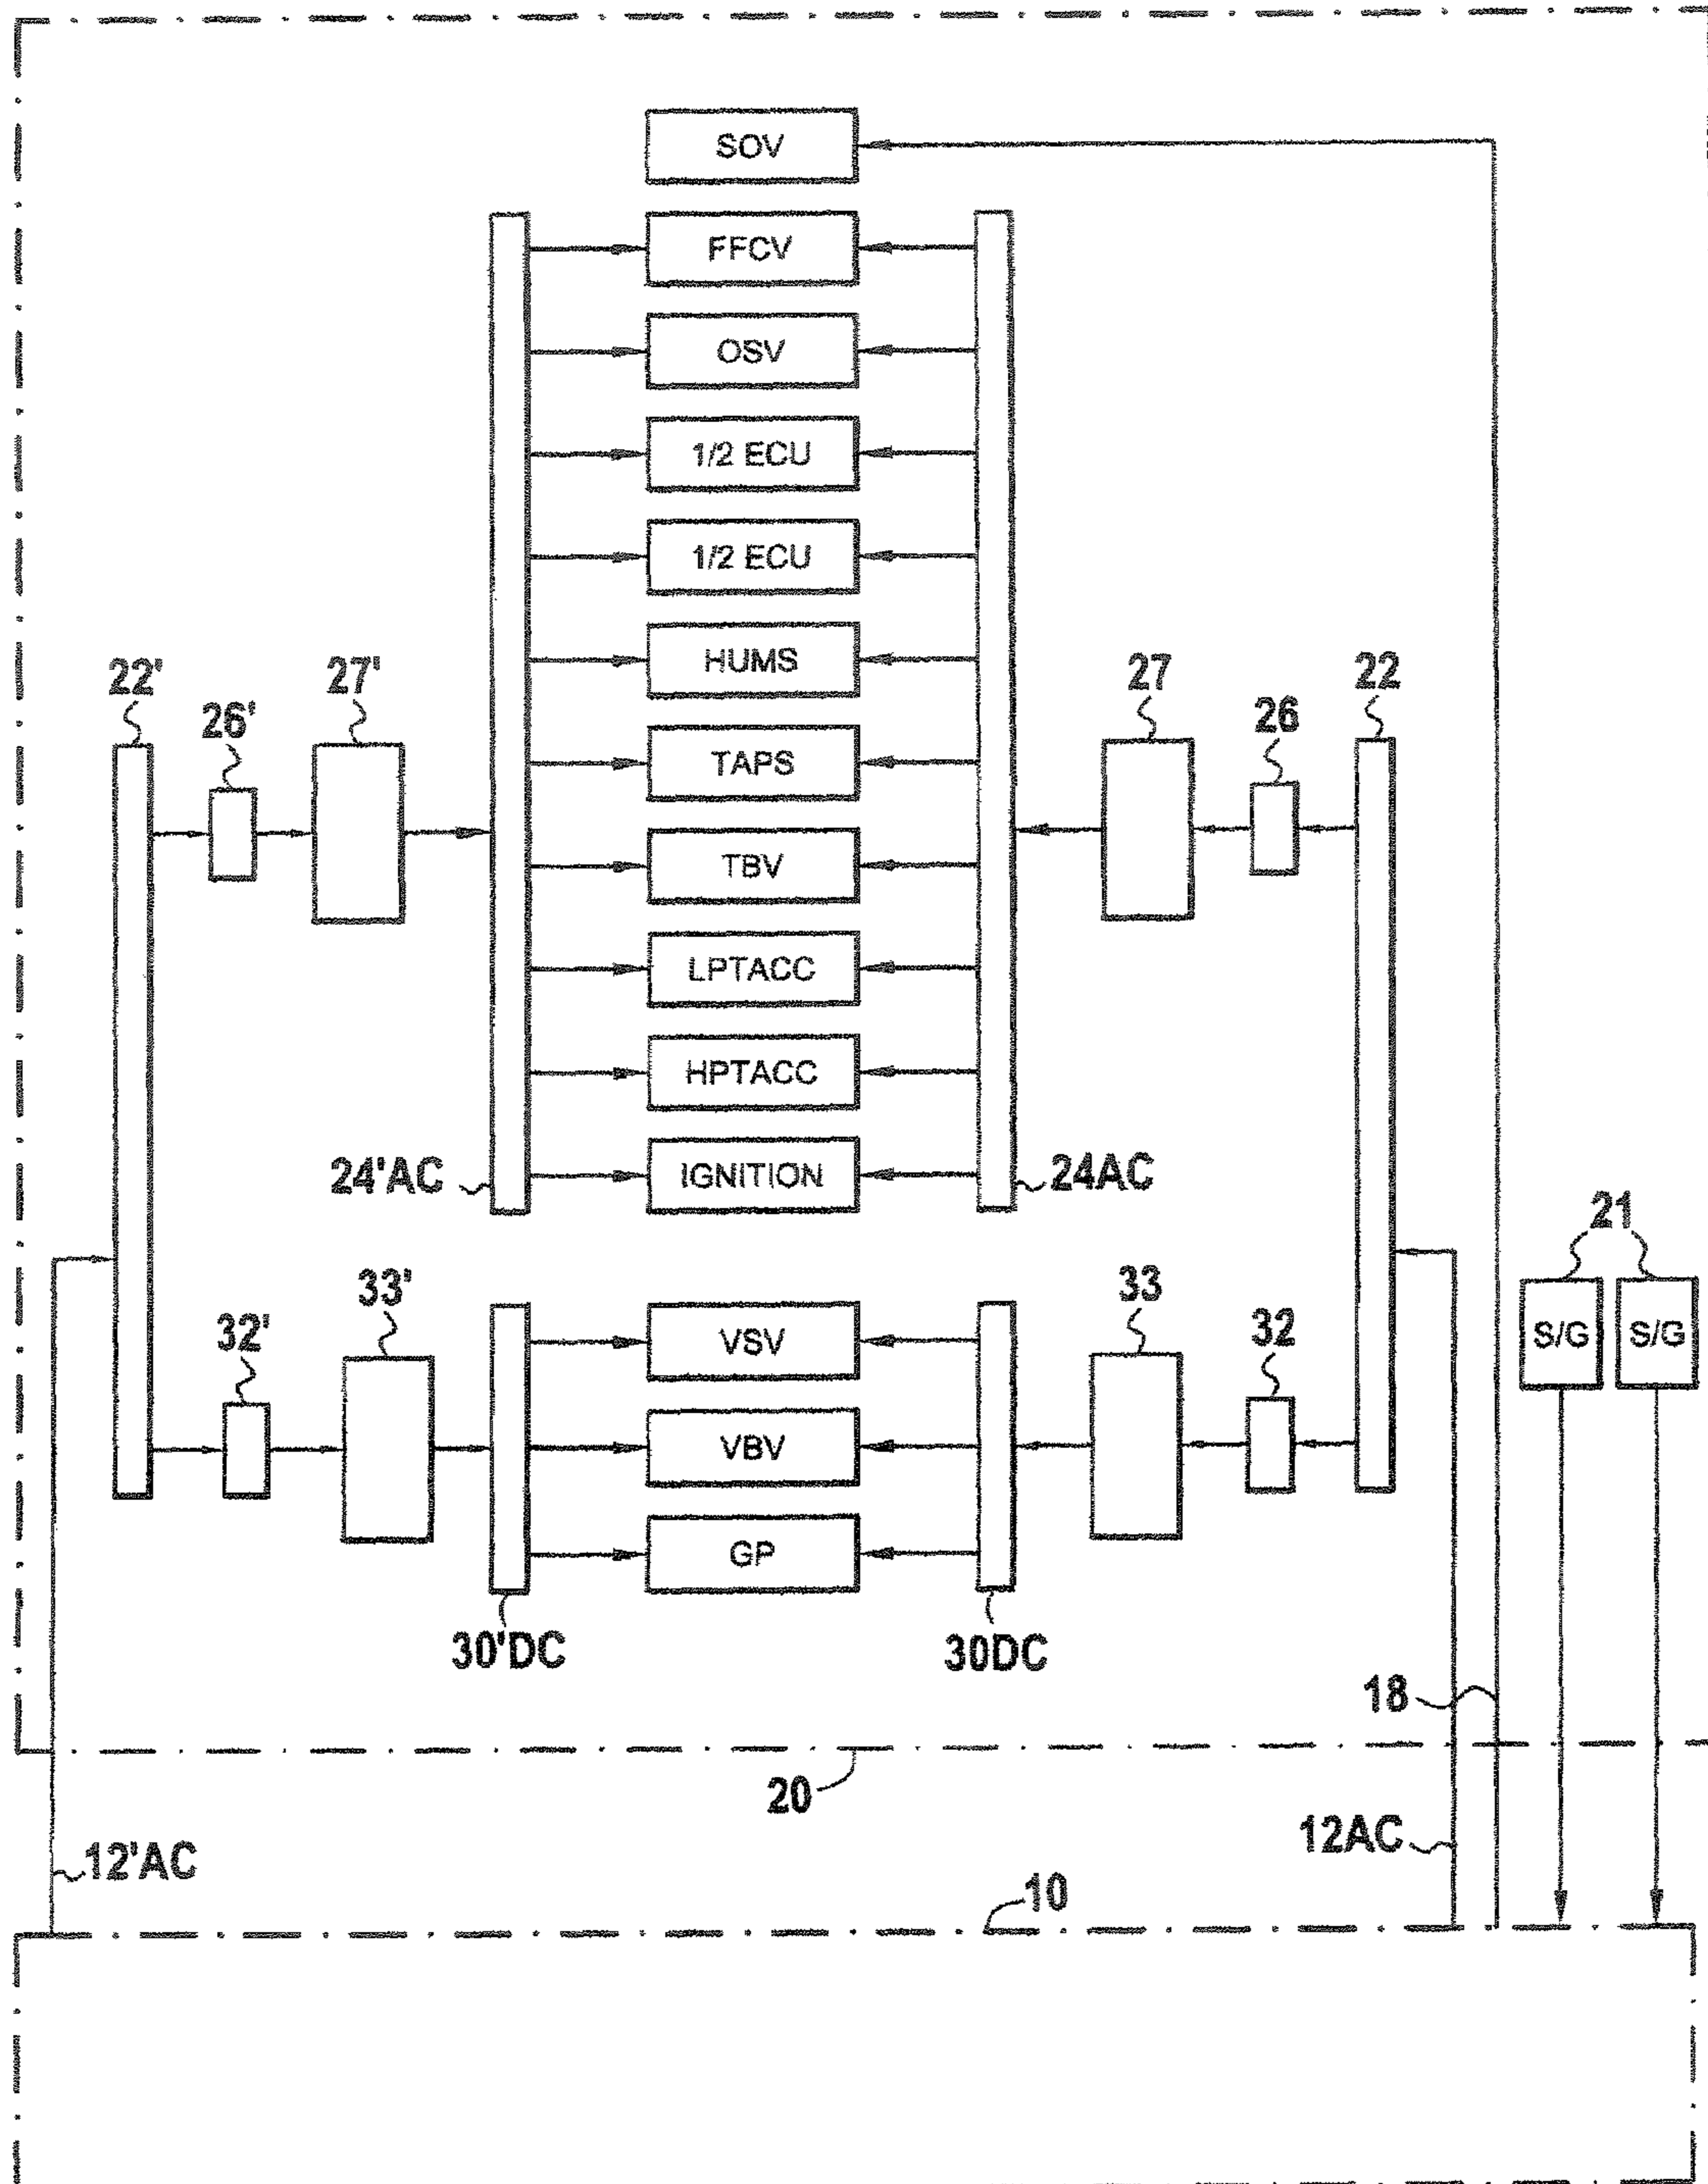 SOV
FFCV
OSV
1/2 ECU
1/2 ECU
HUMS
22'
27'
27
22
26'
26
TAPS
TBV
LPTACC
HPTACC
24'AC
IGNITION
24AC
21
33'
33
32'
VSV
32
S/G
S/G
VBV
GP
30'DC
30DC
18
20
12'AC
12AC
10